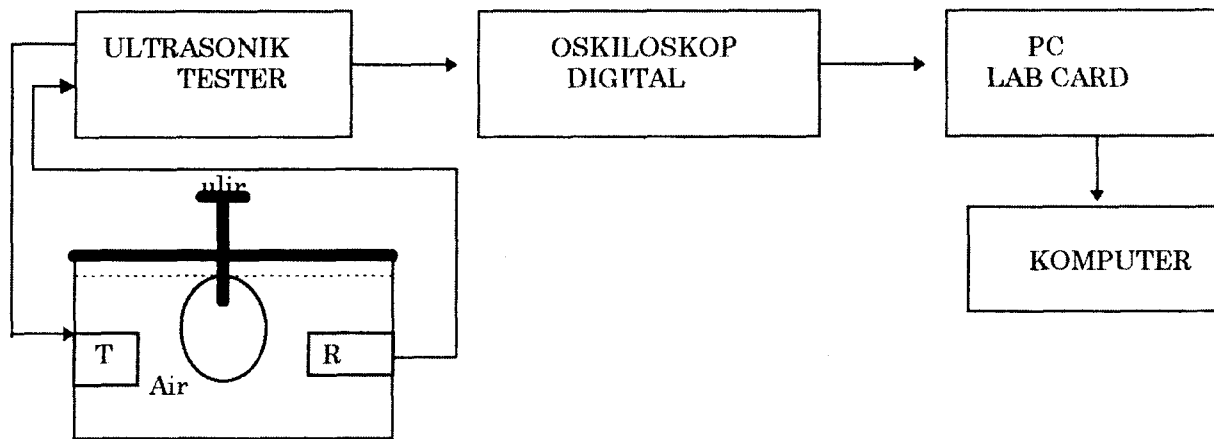 ULTRASONIK
TESTER
OSKILOSKOP
DIGITAL
PC
LAB CARD
KOMPUTER
ulir
T
R
Air